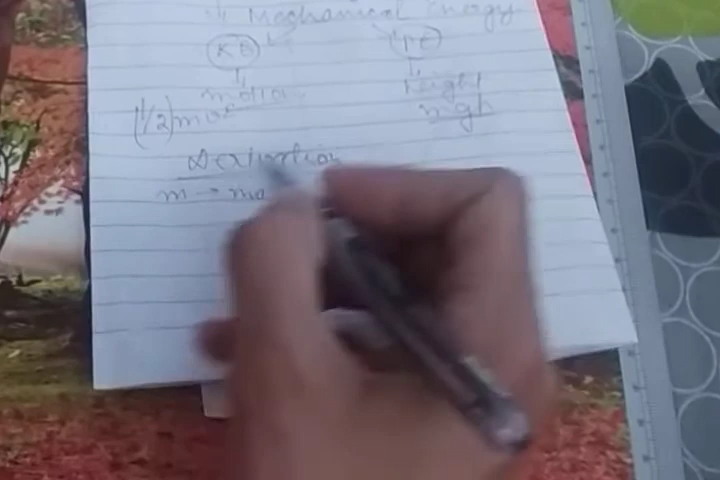 Mechanical Energy
KE PE
motion height
(1/2)mv² mgh
Derivation
m → ma